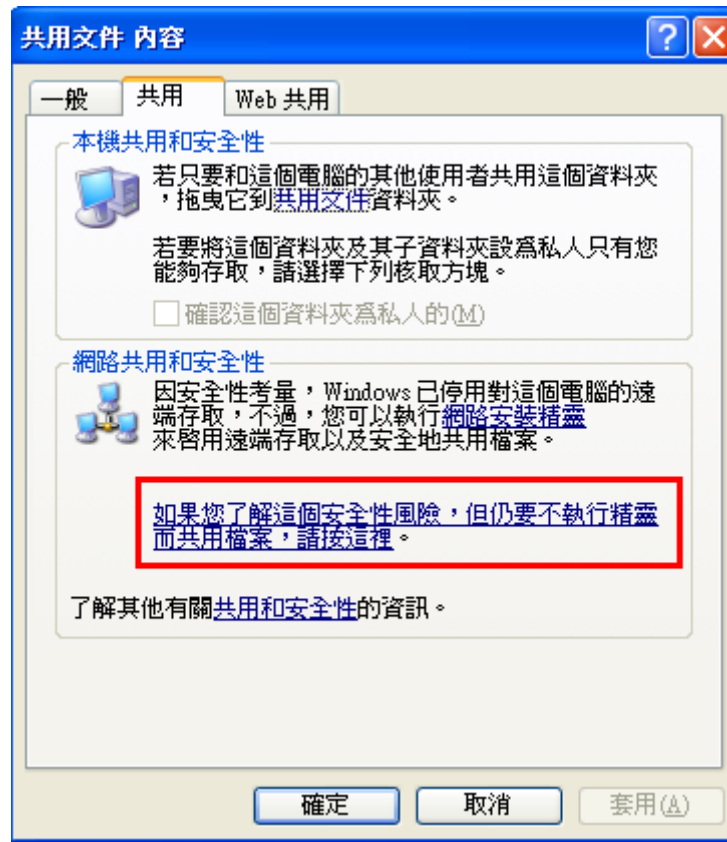 共用文件 內容
一般
共用
Web 共用
本機共用和安全性
若只要和這個電腦的其他使用者共用這個資料夾
，拖曳它到共用文件資料夾。
若要將這個資料夾及其子資料夾設為私人只有您
能夠存取，請選擇下列核取方塊。
確認這個資料夾為私人的(M)
網路共用和安全性
因安全性考量，Windows 已停用對這個電腦的遠
端存取，不過，您可以執行網路安裝精靈
來啓用遠端存取以及安全地共用檔案。
如果您了解這個安全性風險，但仍要不執行精靈
而共用檔案，請按這裡。
了解其他有關共用和安全性的資訊。
確定
取消
套用(A)